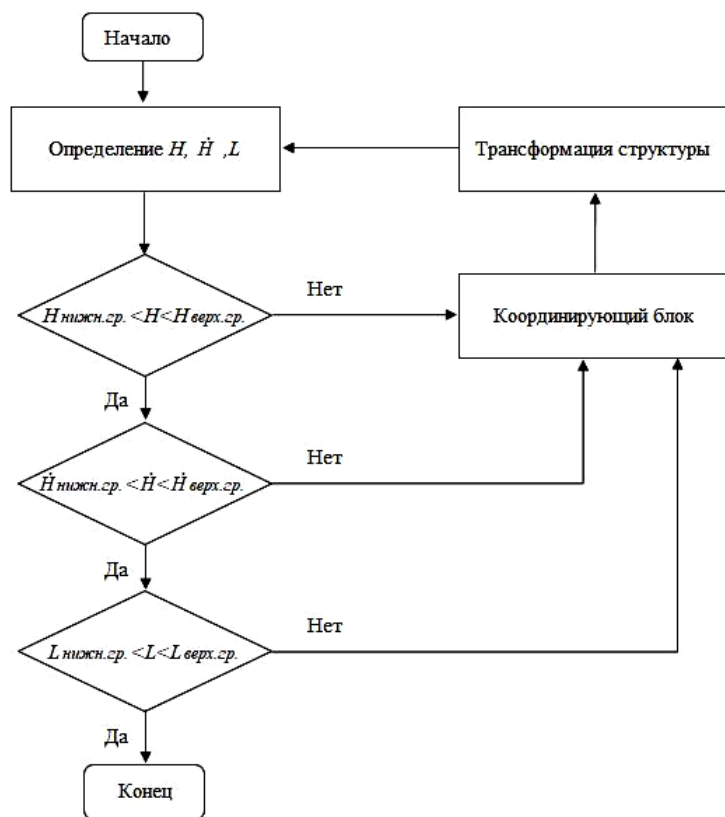 Начало
Определение H, Ḣ ,L
Трансформация структуры
H нижн.гр. <H<H верх.гр.
Нет
Координирующий блок
Да
Ḣ нижн.гр. <Ḣ<Ḣ верх.гр.
Нет
Да
L нижн.гр. <L<L верх.гр.
Нет
Да
Конец